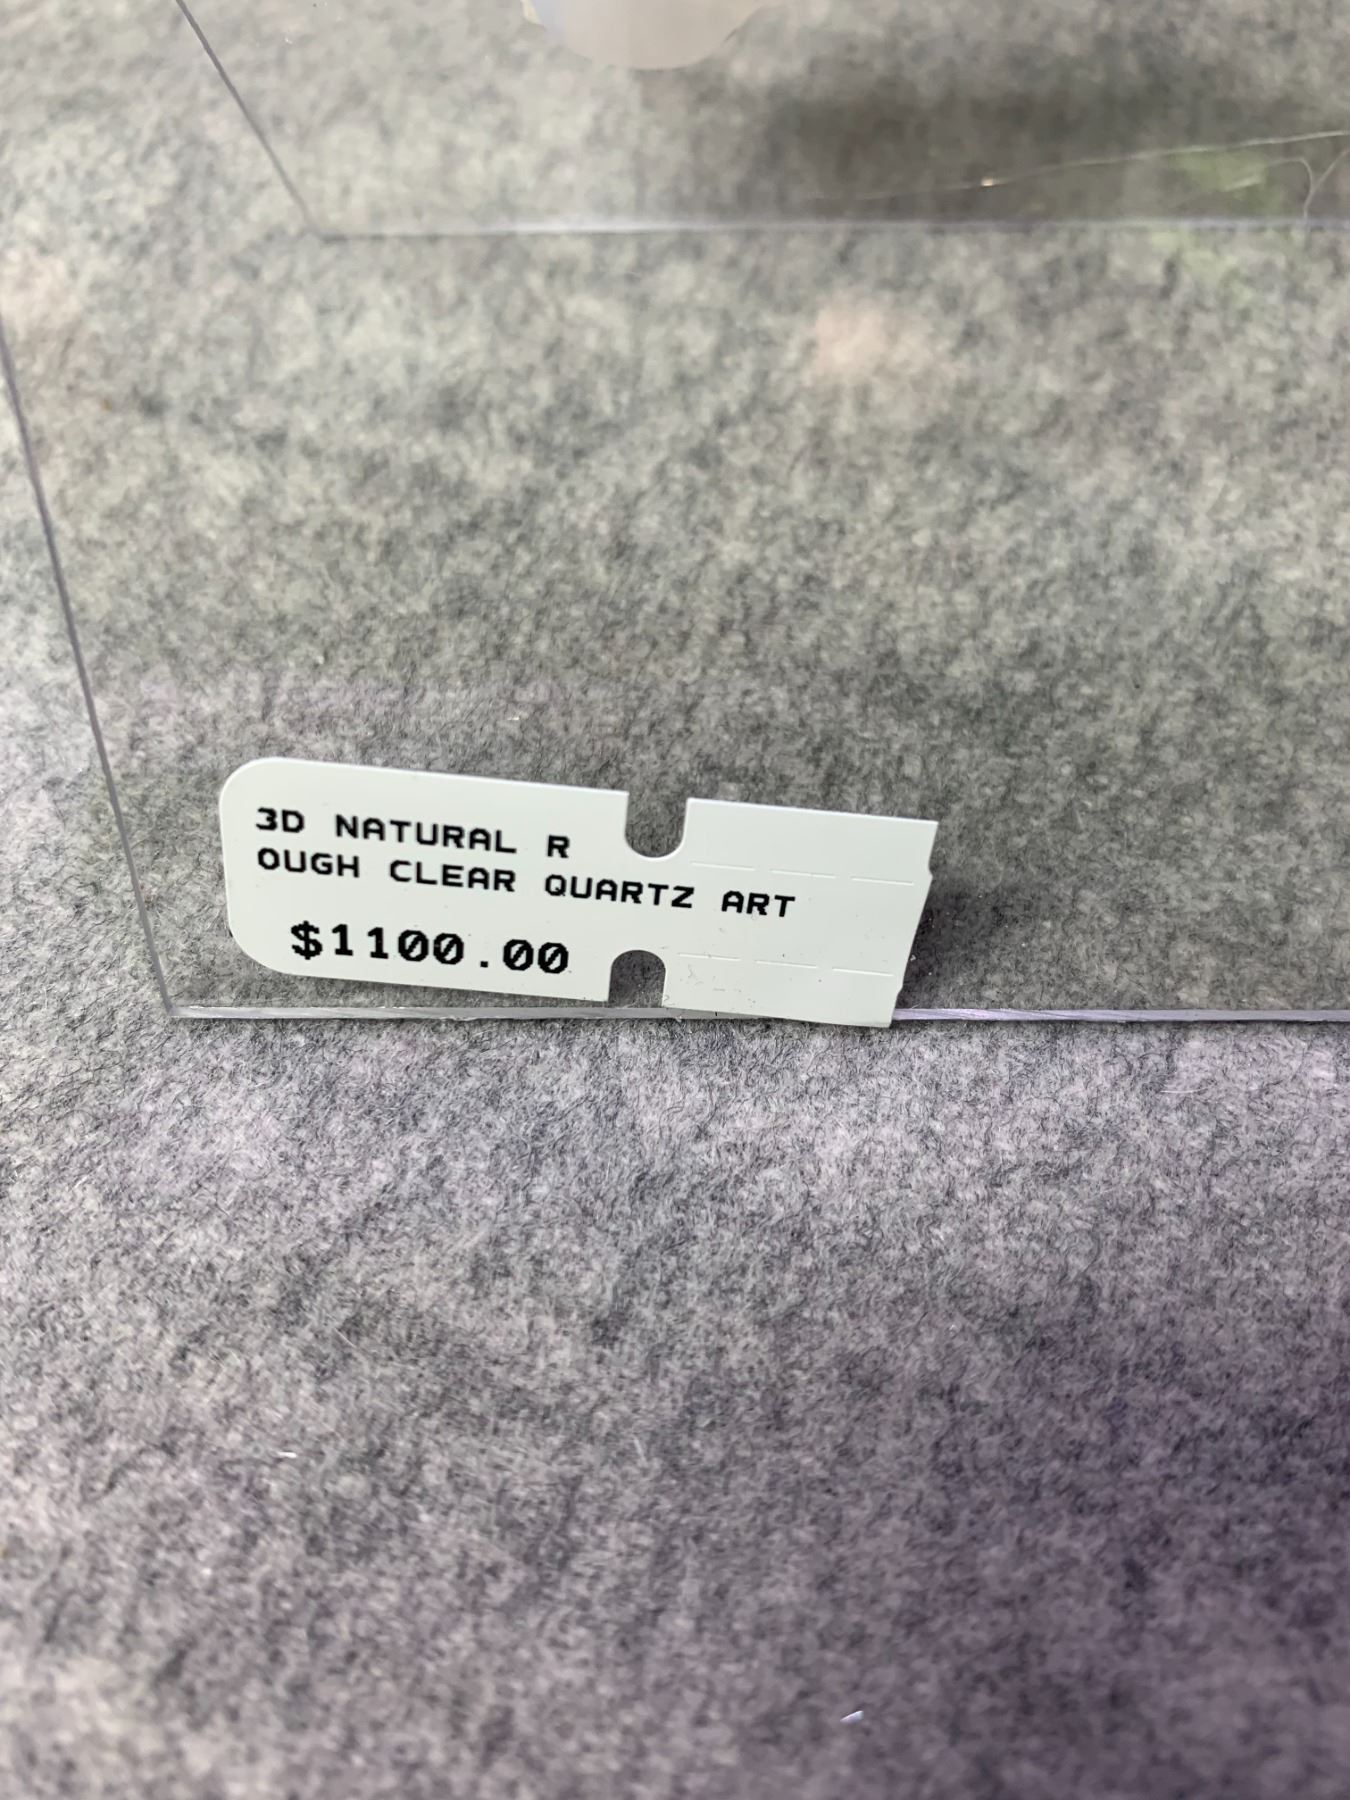 3D NATURAL R
OUGH CLEAR QUARTZ ART
$1100.00